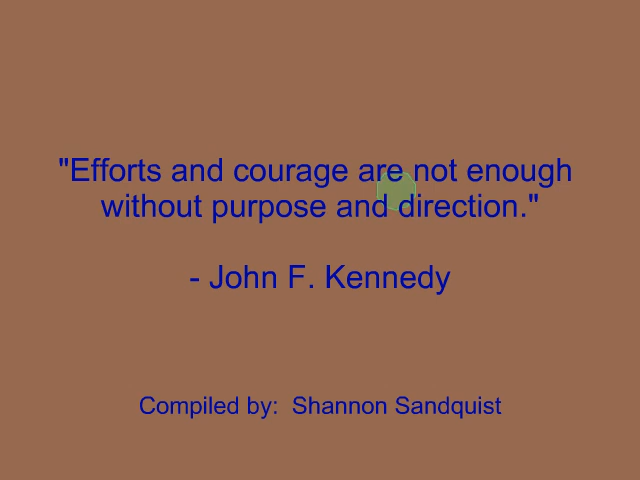 "Efforts and courage are not enough
without purpose and direction."
- John F. Kennedy
Compiled by:  Shannon Sandquist